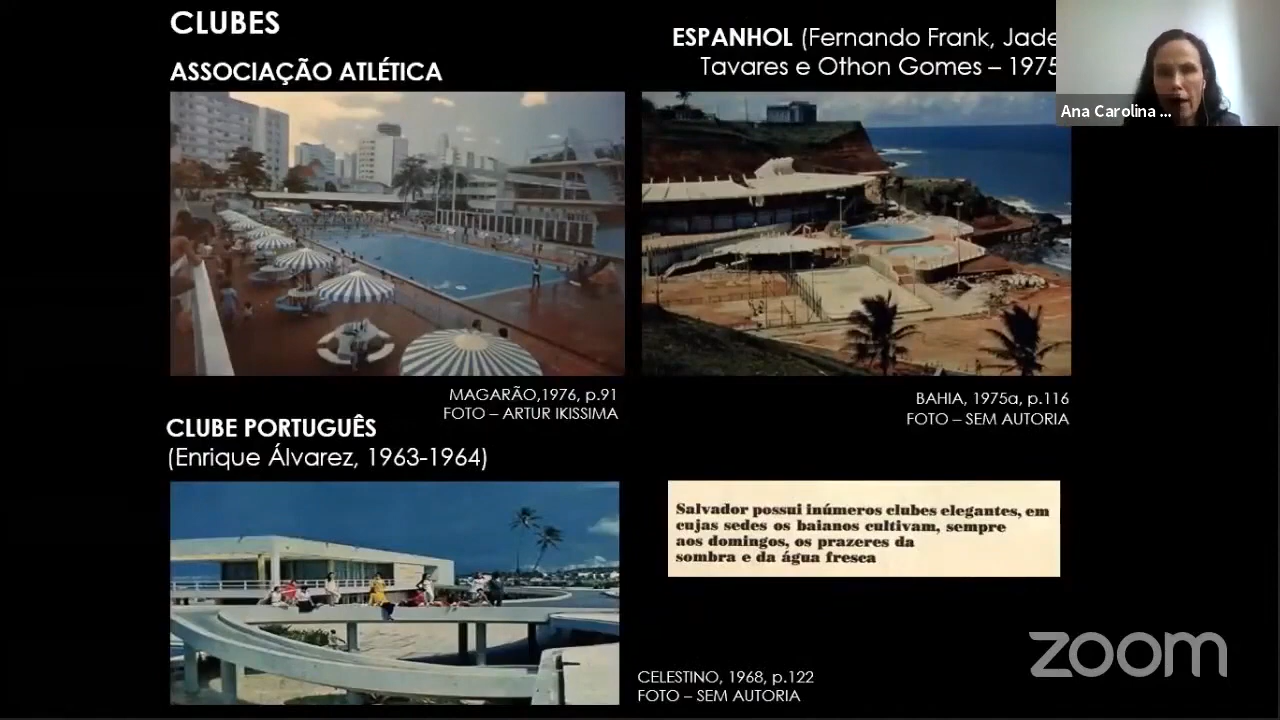 CLUBES
ASSOCIAÇÃO ATLÉTICA
MAGARÃO,1976, p.91
FOTO – ARTUR IKISSIMA
ESPANHOL (Fernando Frank, Jade
Tavares e Othon Gomes – 1975
BAHIA, 1975a, p.116
FOTO – SEM AUTORIA
Ana Carolina ...
CLUBE PORTUGUÊS
(Enrique Álvarez, 1963-1964)
CELESTINO, 1968, p.122
FOTO – SEM AUTORIA
Salvador possui inúmeros clubes elegantes, em
cujas sedes os baianos cultivam, sempre
aos domingos, os prazeres da
sombra e da água fresca
zoom